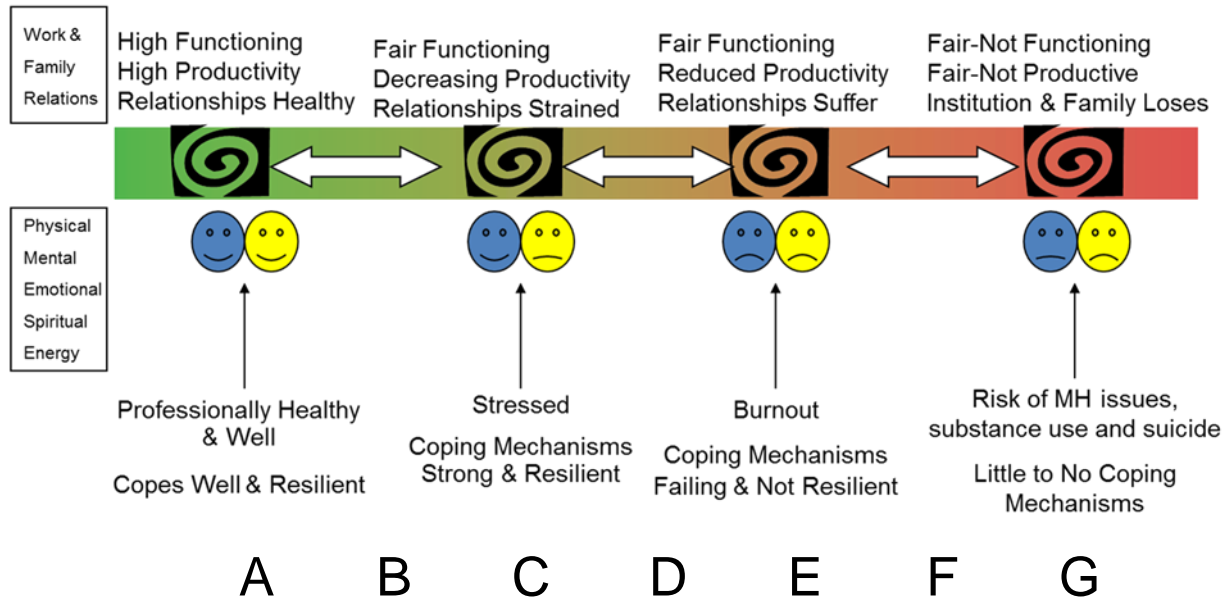 Work &
Family
Relations
High Functioning
High Productivity
Relationships Healthy
Fair Functioning
Decreasing Productivity
Relationships Strained
Fair Functioning
Reduced Productivity
Relationships Suffer
Fair-Not Functioning
Fair-Not Productive
Institution & Family Loses
Physical
Mental
Emotional
Spiritual
Energy
Professionally Healthy
& Well
Copes Well & Resilient
Stressed
Coping Mechanisms
Strong & Resilient
Burnout
Coping Mechanisms
Failing & Not Resilient
Risk of MH issues,
substance use and suicide
Little to No Coping
Mechanisms
A B C D E F G